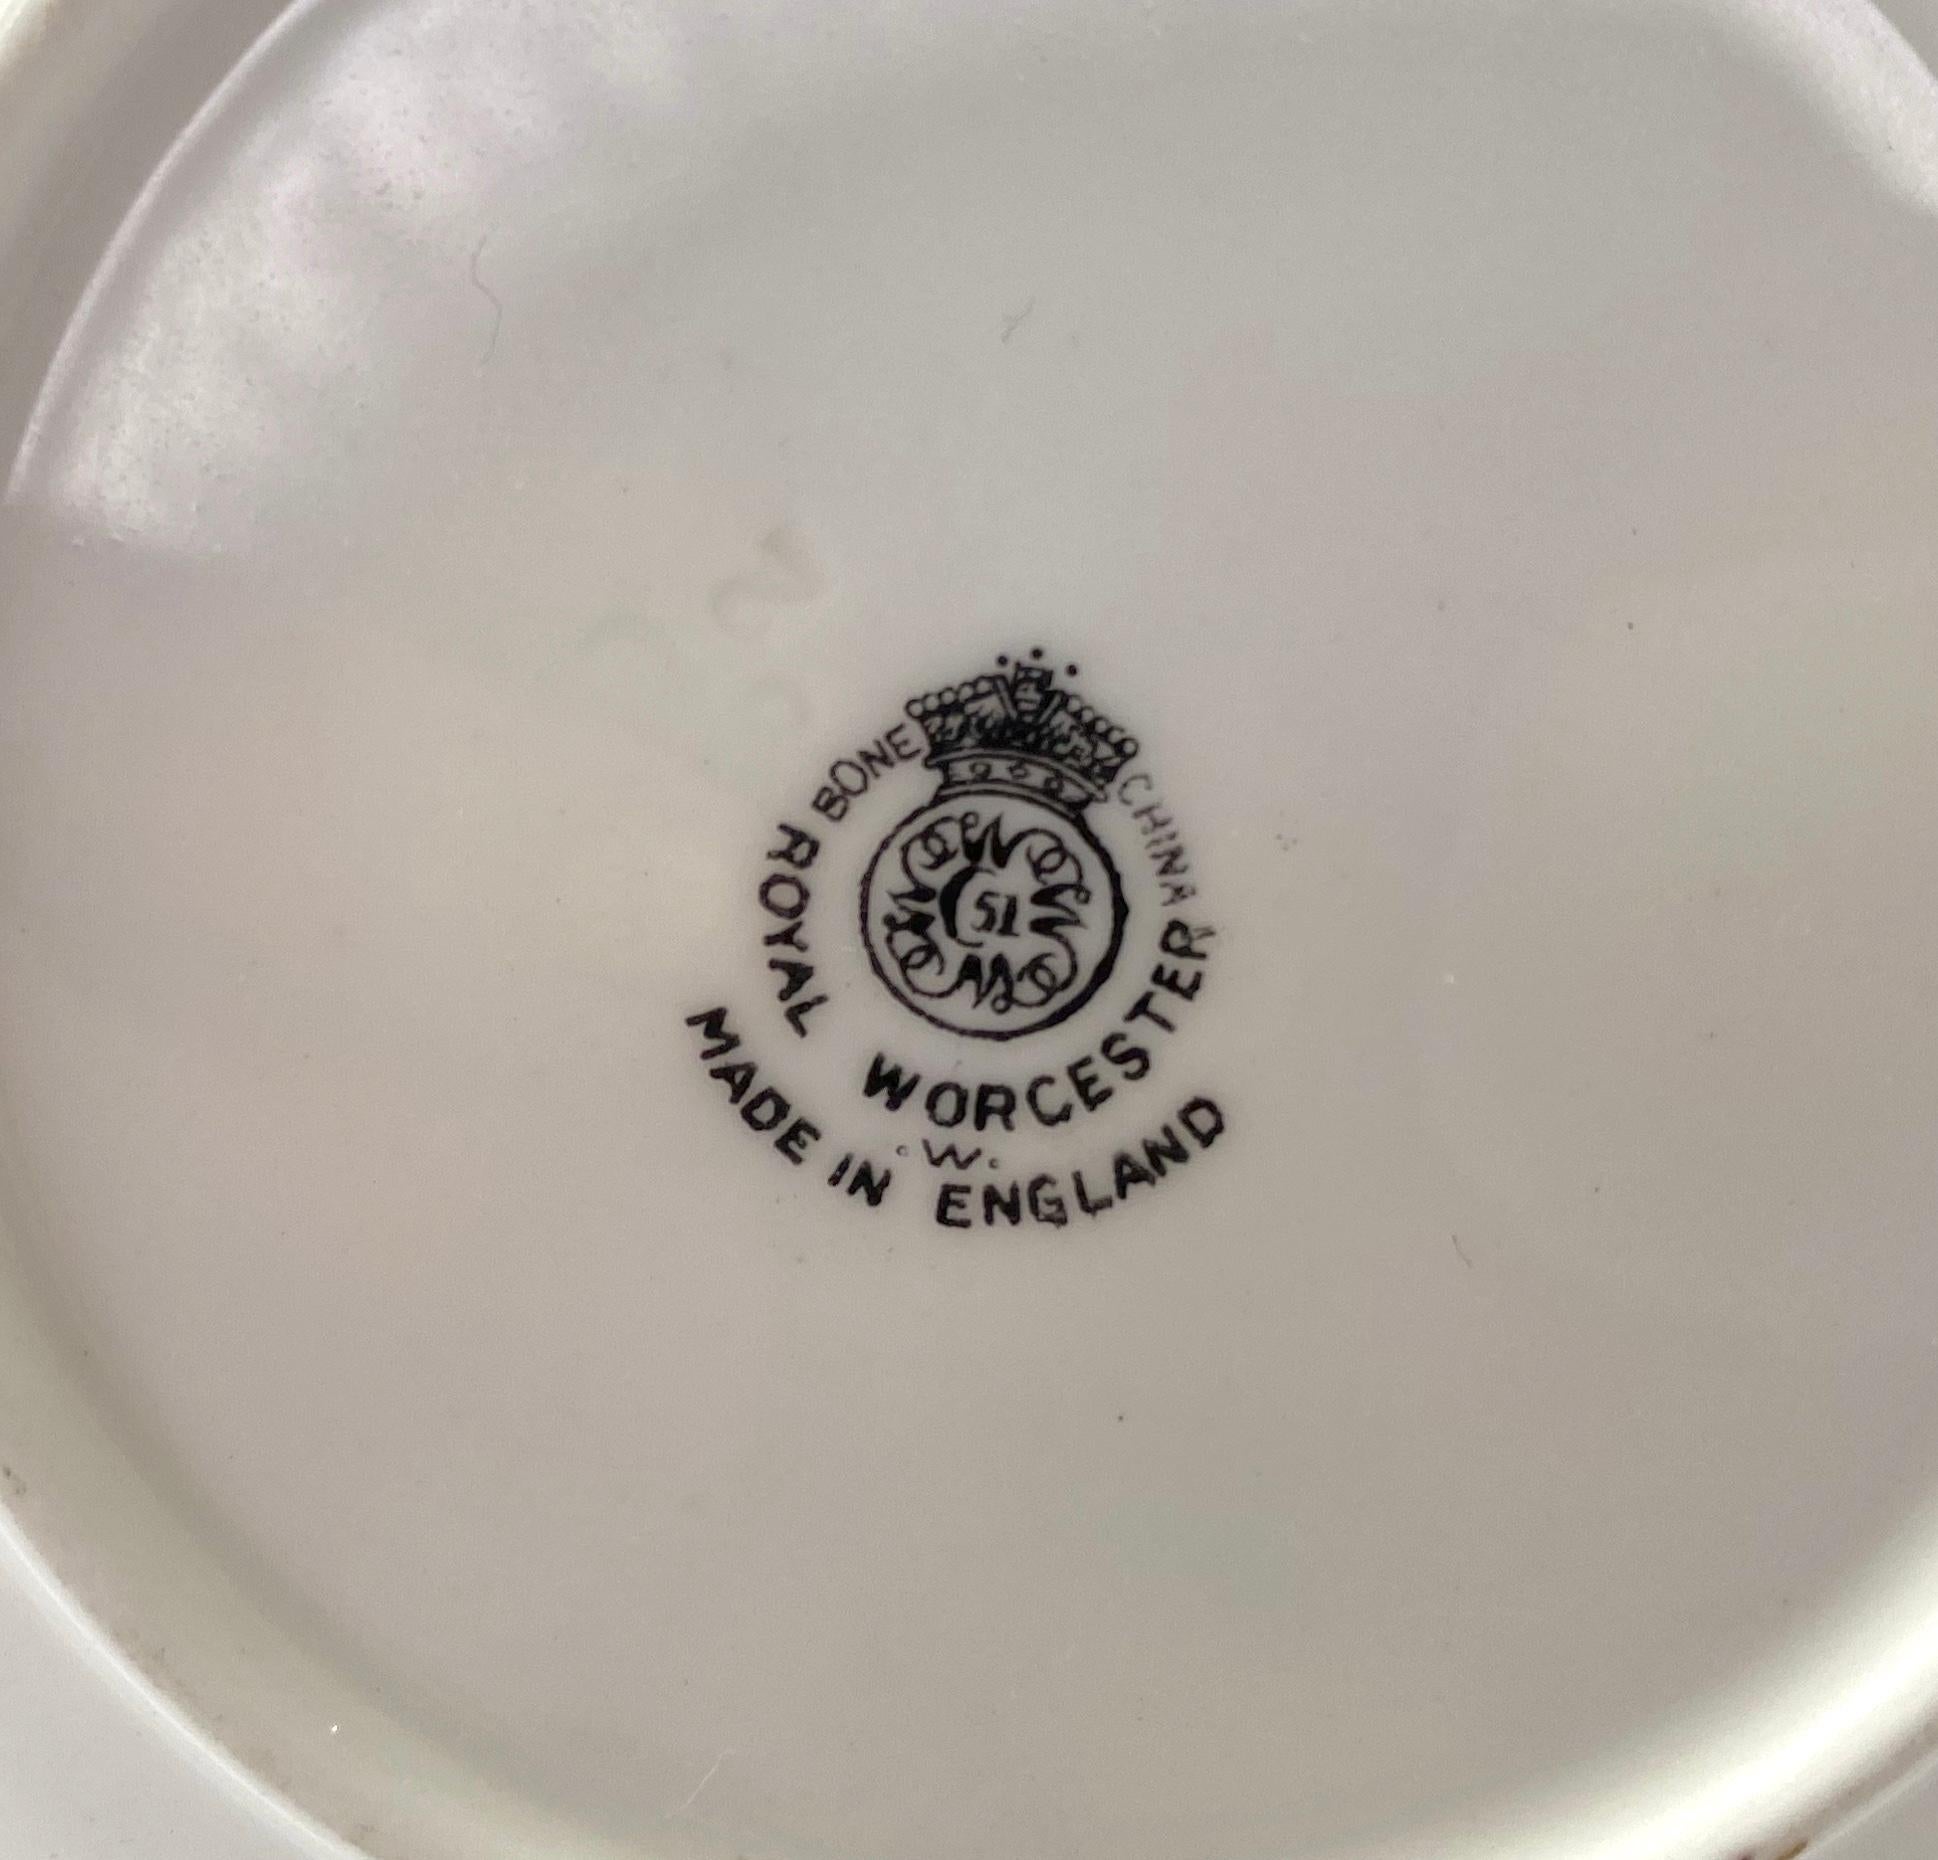 BONE CHINA
51
ROYAL WORCESTER
.W.
MADE IN ENGLAND